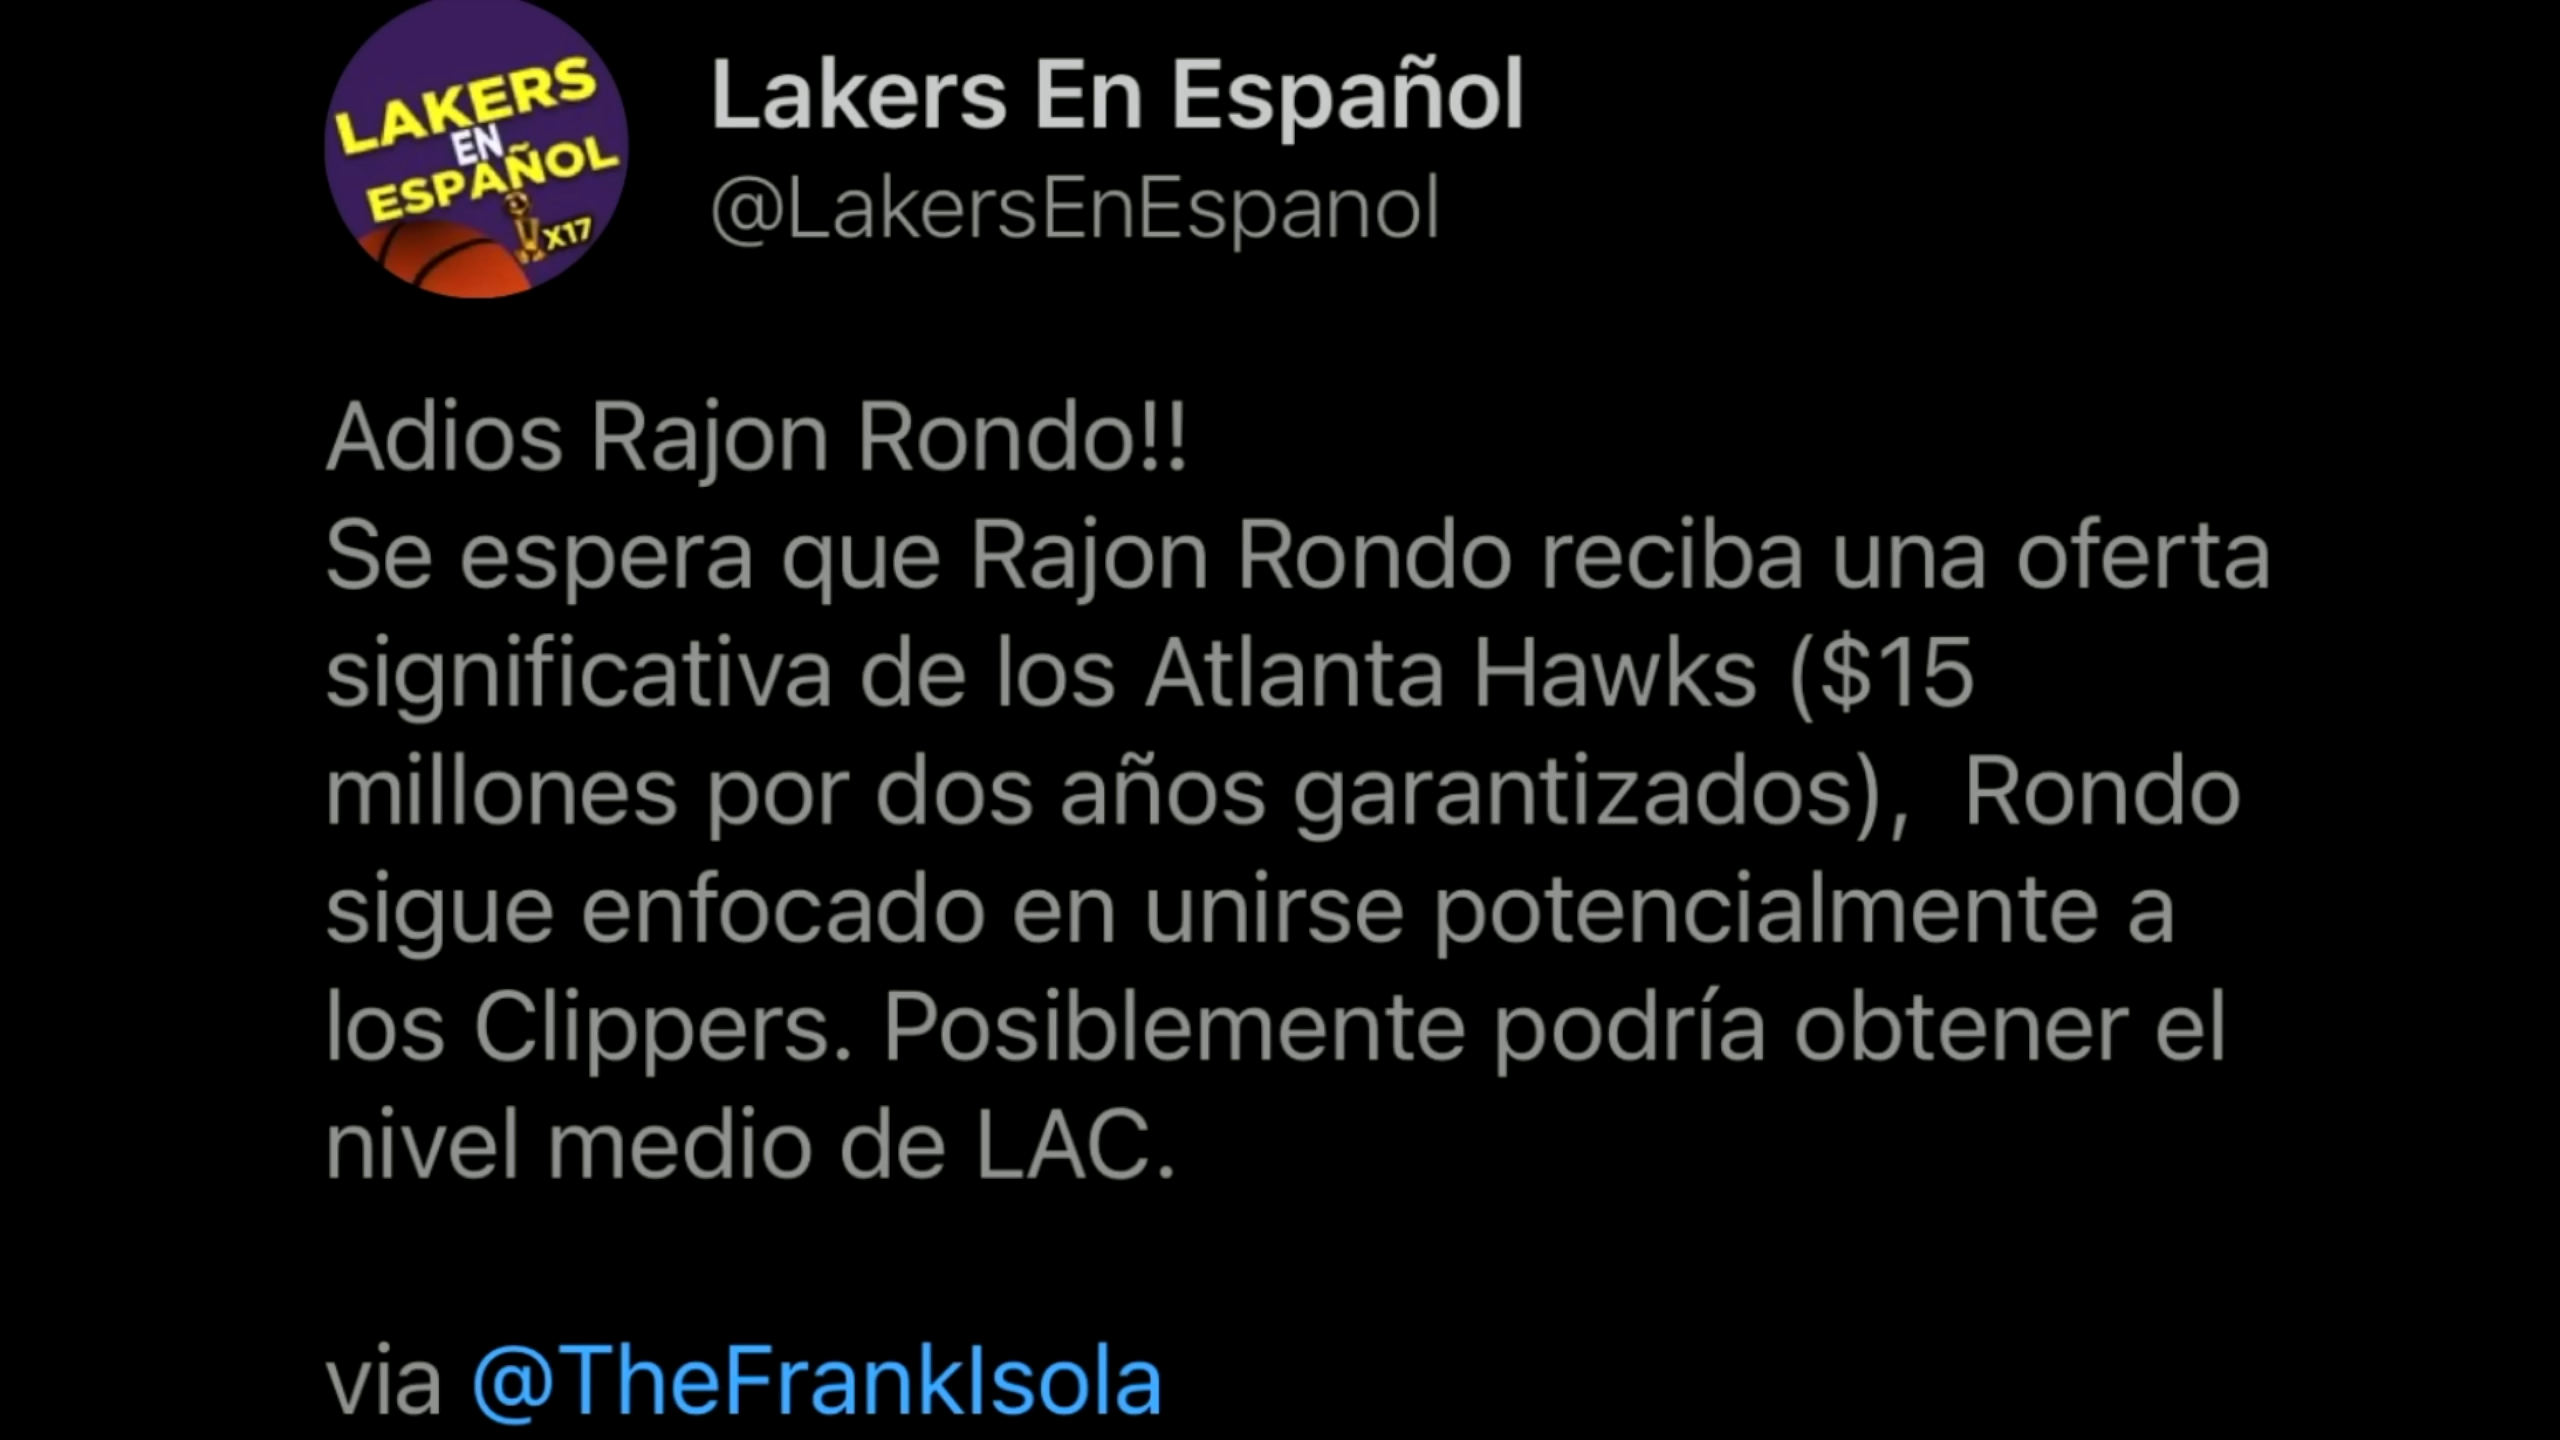 LAKERS
EN
ESPAÑOL
X17
Lakers En Español
@LakersEnEspanol
Adios Rajon Rondo!!
Se espera que Rajon Rondo reciba una oferta
significativa de los Atlanta Hawks ($15
millones por dos años garantizados),  Rondo
sigue enfocado en unirse potencialmente a
los Clippers. Posiblemente podría obtener el
nivel medio de LAC.
via @TheFrankIsola